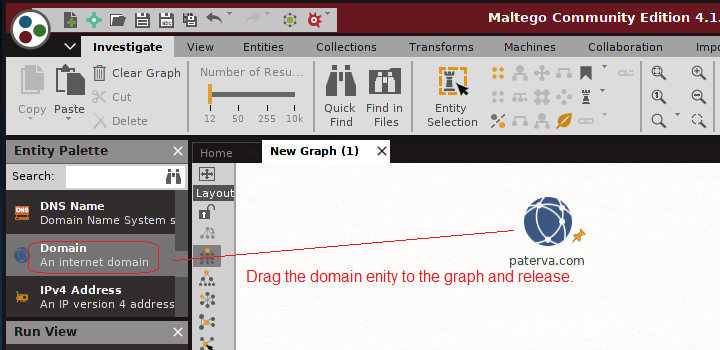 Maltego Community Edition 4.1.
Investigate View Entities Collections Transforms Machines Collaboration Impo
Copy
Paste
Clear Graph
Cut
Delete
Number of Resu...
12 50 255 10k
Quick
Find
Find in
Files
Entity
Selection
Entity Palette
Search:
DNS Name
Domain Name System s
Domain
An internet domain
IPv4 Address
An IP version 4 address
Run View
Home New Graph (1)
Layout
paterva.com
Drag the domain enity to the graph and release.